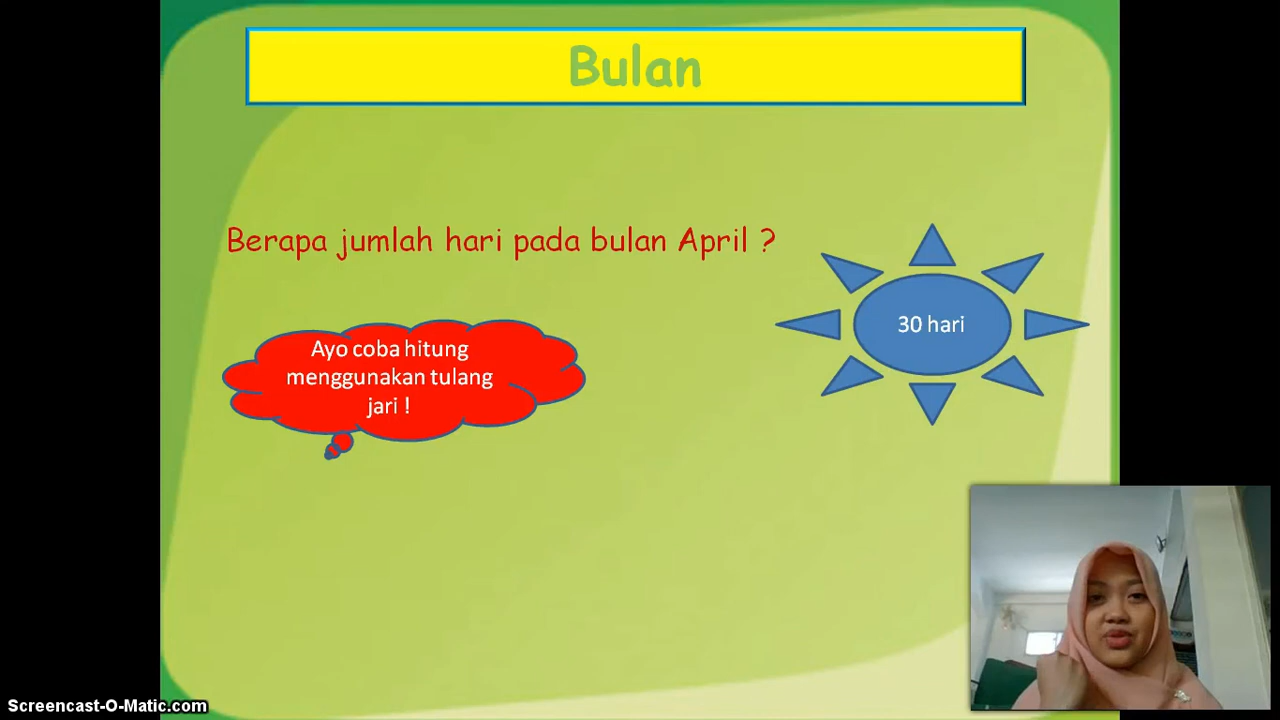 Bulan
Berapa jumlah hari pada bulan April ?
30 hari
Ayo coba hitung
menggunakan tulang
jari !
Screencast-O-Matic.com